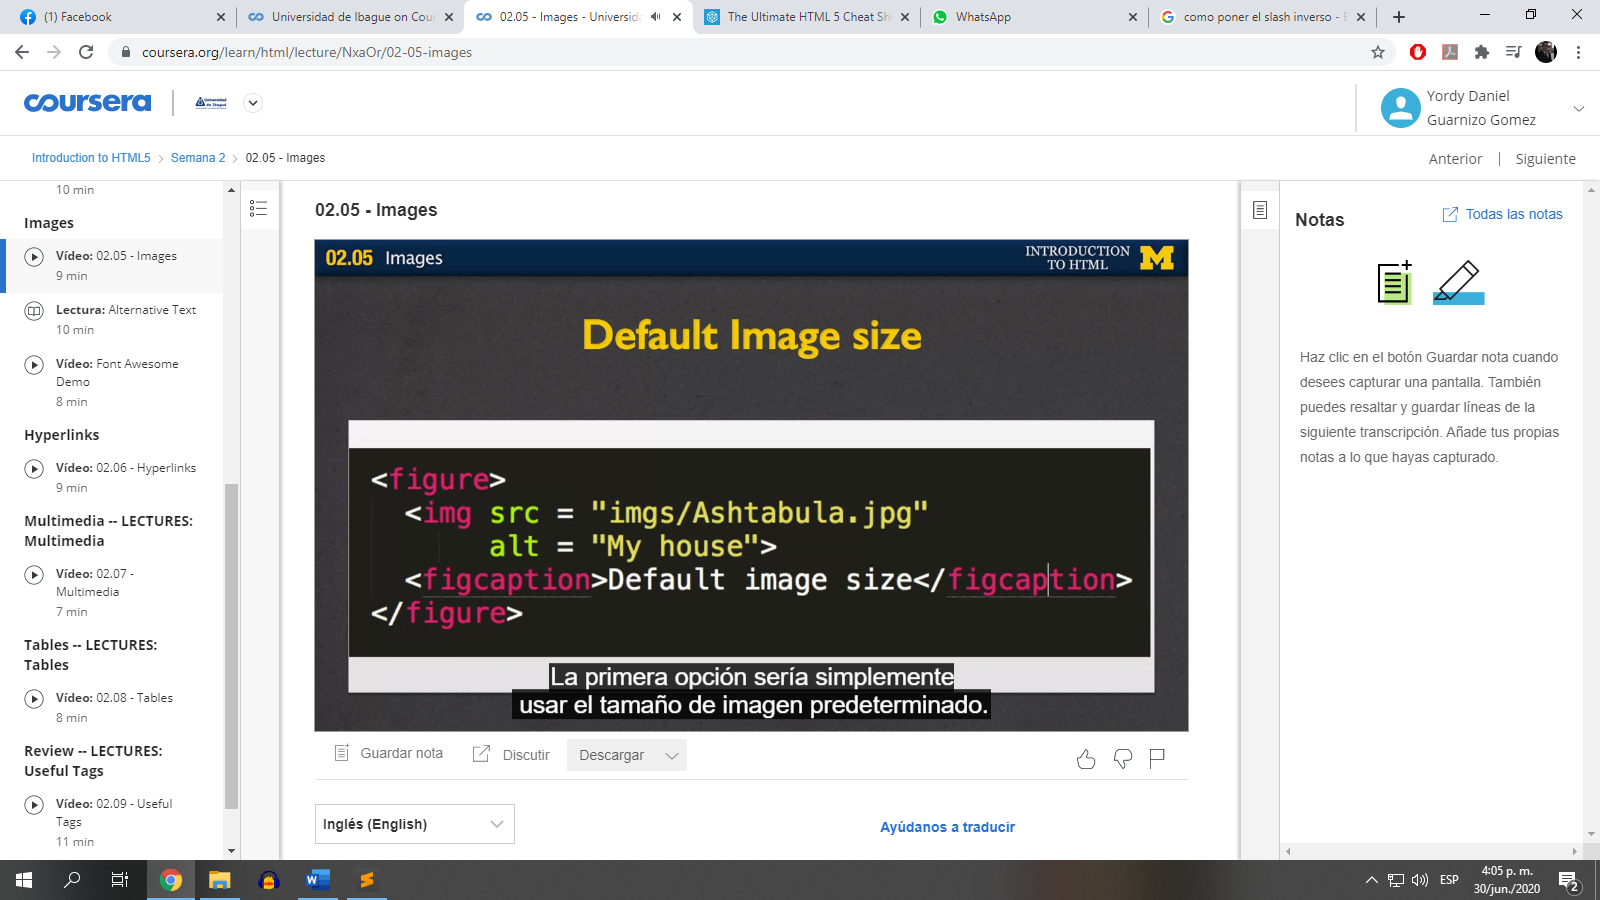 (1) Facebook
Universidad de Ibague on Cour
02.05 - Images - Universida
The Ultimate HTML 5 Cheat Sh
WhatsApp
como poner el slash inverso - B
coursera.org/learn/html/lecture/NxaOr/02-05-images
coursera
Universidad
de Ibagué
Yordy Daniel
Guarnizo Gomez
Introduction to HTML5
Semana 2
02.05 - Images
Anterior
Siguiente
10 min
Images
Vídeo: 02.05 - Images
9 min
Lectura: Alternative Text
10 min
Vídeo: Font Awesome
Demo
8 min
Hyperlinks
Vídeo: 02.06 - Hyperlinks
9 min
Multimedia -- LECTURES:
Multimedia
Vídeo: 02.07 -
Multimedia
7 min
Tables -- LECTURES:
Tables
Vídeo: 02.08 - Tables
8 min
Review -- LECTURES:
Useful Tags
Vídeo: 02.09 - Useful
Tags
11 min
02.05 - Images
02.05 Images
INTRODUCTION
TO HTML
M
Default Image size
<figure>
<img src = "imgs/Ashtabula.jpg"
alt = "My house">
<figcaption>Default image size</figcaption>
</figure>
La primera opción sería simplemente
usar el tamaño de imagen predeterminado.
Guardar nota
Discutir
Descargar
Inglés (English)
Ayúdanos a traducir
Notas
Todas las notas
Haz clic en el botón Guardar nota cuando
desees capturar una pantalla. También
puedes resaltar y guardar líneas de la
siguiente transcripción. Añade tus propias
notas a lo que hayas capturado.
ESP
4:05 p. m.
30/jun./2020
2